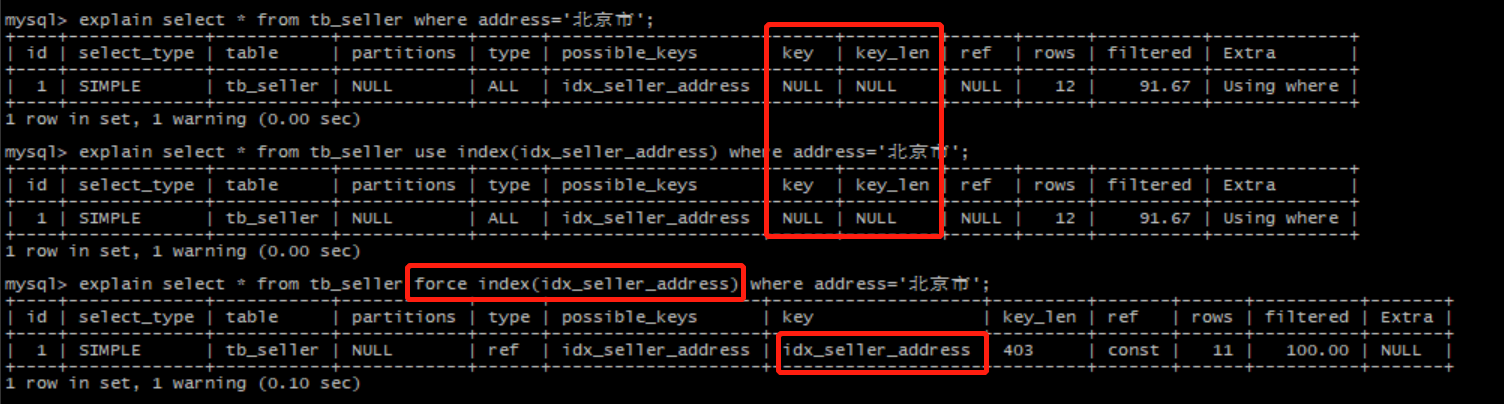 mysql> explain select * from tb_seller where address='北京市';
+----+-------------+-----------+------------+------+--------------------+------+---------+------+------+----------+-------------+
| id | select_type | table | partitions | type | possible_keys | key | key_len | ref | rows | filtered | Extra |
+----+-------------+-----------+------------+------+--------------------+------+---------+------+------+----------+-------------+
| 1 | SIMPLE | tb_seller | NULL | ALL | idx_seller_address | NULL | NULL | NULL | 12 | 91.67 | Using where |
+----+-------------+-----------+------------+------+--------------------+------+---------+------+------+----------+-------------+
1 row in set, 1 warning (0.00 sec)
mysql> explain select * from tb_seller use index(idx_seller_address) where address='北京市';
+----+-------------+-----------+------------+------+--------------------+------+---------+------+------+----------+-------------+
| id | select_type | table | partitions | type | possible_keys | key | key_len | ref | rows | filtered | Extra |
+----+-------------+-----------+------------+------+--------------------+------+---------+------+------+----------+-------------+
| 1 | SIMPLE | tb_seller | NULL | ALL | idx_seller_address | NULL | NULL | NULL | 12 | 91.67 | Using where |
+----+-------------+-----------+------------+------+--------------------+------+---------+------+------+----------+-------------+
1 row in set, 1 warning (0.00 sec)
mysql> explain select * from tb_seller force index(idx_seller_address) where address='北京市';
+----+-------------+-----------+------------+------+--------------------+--------------------+---------+-------+------+----------+-------+
| id | select_type | table | partitions | type | possible_keys | key | key_len | ref | rows | filtered | Extra |
+----+-------------+-----------+------------+------+--------------------+--------------------+---------+-------+------+----------+-------+
| 1 | SIMPLE | tb_seller | NULL | ref | idx_seller_address | idx_seller_address | 403 | const | 11 | 100.00 | NULL |
+----+-------------+-----------+------------+------+--------------------+--------------------+---------+-------+------+----------+-------+
1 row in set, 1 warning (0.10 sec)